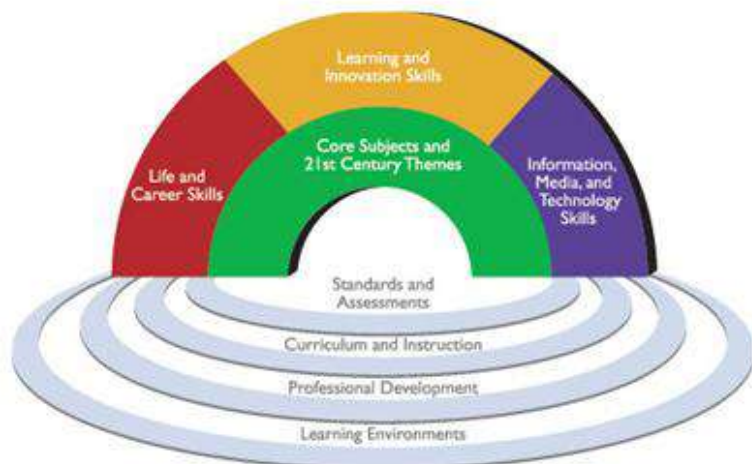 Learning and
Innovation Skills
Core Subjects and
21st Century Themes
Life and
Career Skills
Information,
Media, and
Technology
Skills
Standards and
Assessments
Curriculum and Instruction
Professional Development
Learning Environments